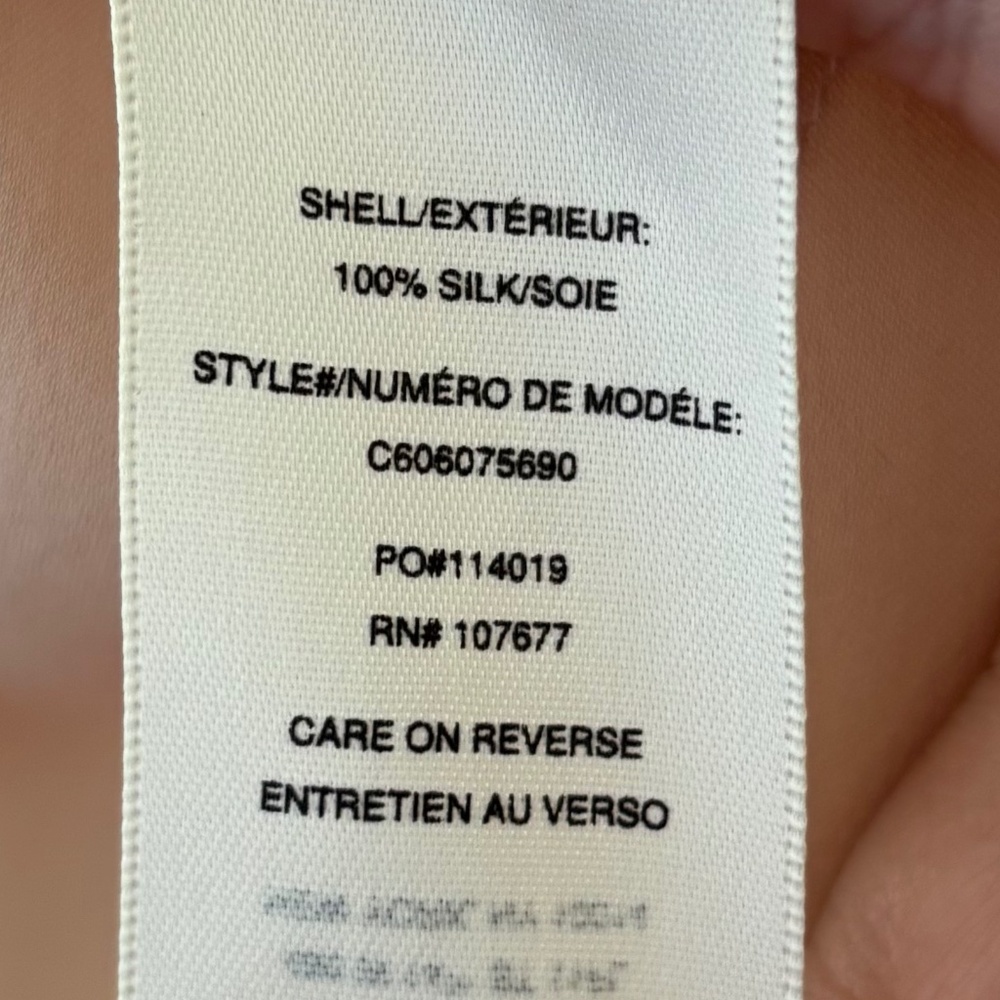 SHELL/EXTÉRIEUR:
100% SILK/SOIE
STYLE#/NUMÉRO DE MODÉLE:
C606075690
PO#114019
RN# 107677
CARE ON REVERSE
ENTRETIEN AU VERSO